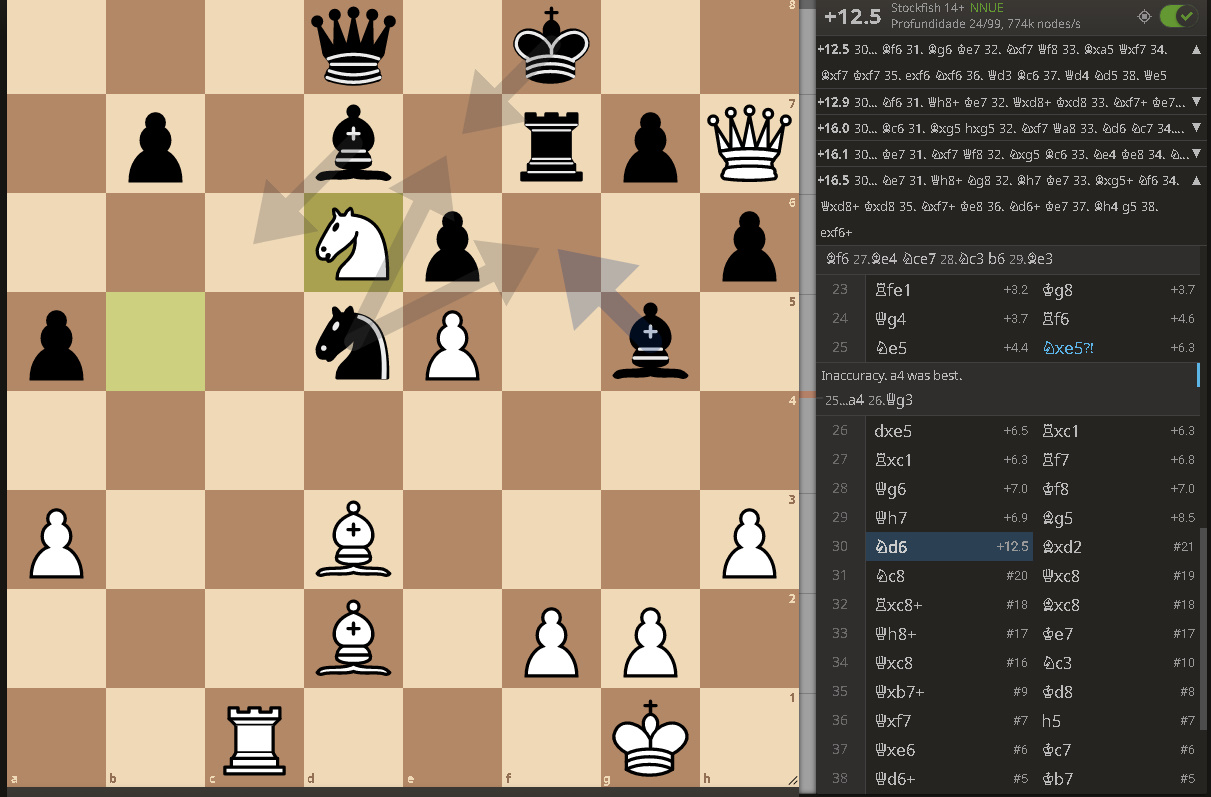 8
7
6
5
4
3
2
1
a b c d e f g h
+12.5 Stockfish 14+ NNUE
Profundidade 24/99, 774k nodes/s
+12.5 30... ♗f6 31. ♗g6 ♔e7 32. ♘xf7 ♕f8 33. ♗xa5 ♕xf7 34. ▲
♗xf7 ♔xf7 35. exf6 ♘xf6 36. ♕d3 ♗c6 37. ♕d4 ♘d5 38. ♕e5
+12.9 30... ♘f6 31. ♕h8+ ♔e7 32. ♕xd8+ ♔xd8 33. ♘xf7+ ♔e7... ▼
+16.0 30... ♗c6 31. ♗xg5 hxg5 32. ♘xf7 ♕a8 33. ♘d6 ♘c7 34.... ▼
+16.1 30... ♔e7 31. ♘xf7 ♕f8 32. ♘xg5 ♗c6 33. ♘e4 ♔e8 34. ♘... ▼
+16.5 30... ♘e7 31. ♕h8+ ♘g8 32. ♗h7 ♔e7 33. ♗xg5+ ♘f6 34. ▲
♕xd8+ ♔xd8 35. ♘xf7+ ♔e8 36. ♘d6+ ♔e7 37. ♗h4 g5 38.
exf6+
♗f6 27.♗e4 ♘ce7 28.♘c3 b6 29.♗e3
23 ♖fe1 +3.2 ♔g8 +3.7
24 ♕g4 +3.7 ♖f6 +4.6
25 ♘e5 +4.4 ♘xe5?! +6.3
Inaccuracy. a4 was best.
25...a4 26.♕g3
26 dxe5 +6.5 ♖xc1 +6.3
27 ♖xc1 +6.3 ♖f7 +6.8
28 ♕g6 +7.0 ♔f8 +7.0
29 ♕h7 +6.9 ♗g5 +8.5
30 ♘d6 +12.5 ♗xd2 #21
31 ♘c8 #20 ♕xc8 #19
32 ♖xc8+ #18 ♗xc8 #18
33 ♕h8+ #17 ♔e7 #17
34 ♕xc8 #16 ♘c3 #10
35 ♕xb7+ #9 ♔d8 #8
36 ♕xf7 #7 h5 #7
37 ♕xe6 #6 ♔c7 #6
38 ♕d6+ #5 ♔b7 #5